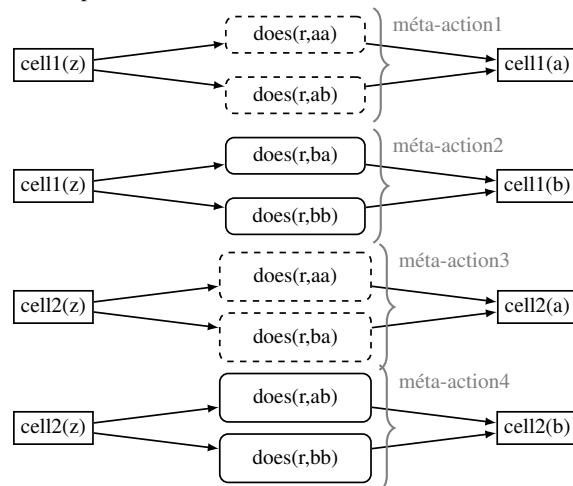 does(r,aa) méta-action1
cell1(z) cell1(a)
does(r,ab)
does(r,ba) méta-action2
cell1(z) cell1(b)
does(r,bb)
does(r,aa) méta-action3
cell2(z) cell2(a)
does(r,ba)
does(r,ab) méta-action4
cell2(z) cell2(b)
does(r,bb)